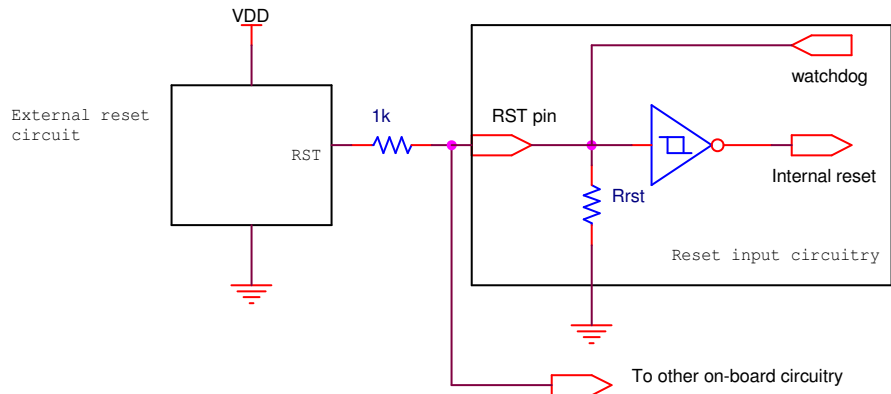 VDD
External reset
circuit
RST
1k
RST pin
watchdog
Internal reset
Rrst
Reset input circuitry
To other on-board circuitry